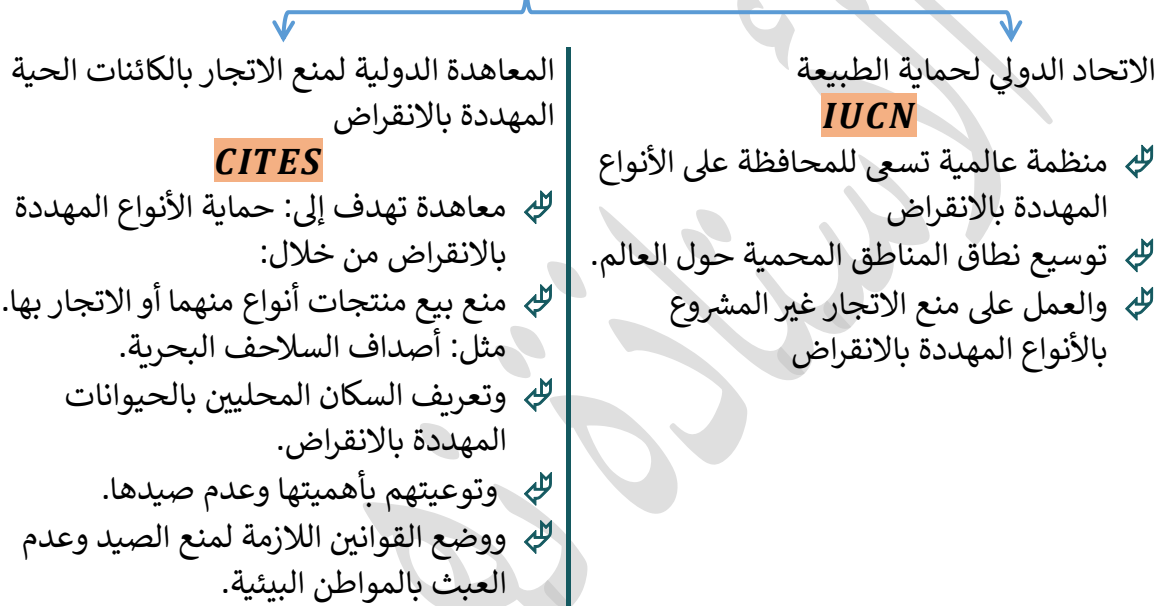 الاتحاد الدولي لحماية الطبيعة
IUCN
منظمة عالمية تسعى للمحافظة على الأنواع
المهددة بالانقراض
توسيع نطاق المناطق المحمية حول العالم.
والعمل على منع الاتجار غير المشروع
بالأنواع المهددة بالانقراض
المعاهدة الدولية لمنع الاتجار بالكائنات الحية
المهددة بالانقراض
CITES
معاهدة تهدف إلى: حماية الأنواع المهددة
بالانقراض من خلال:
منع بيع منتجات أنواع منهما أو الاتجار بها.
مثل: أصداف السلاحف البحرية.
وتعريف السكان المحليين بالحيوانات
المهددة بالانقراض.
وتوعيتهم بأهميتها وعدم صيدها.
ووضع القوانين اللازمة لمنع الصيد وعدم
العبث بالمواطن البيئية.